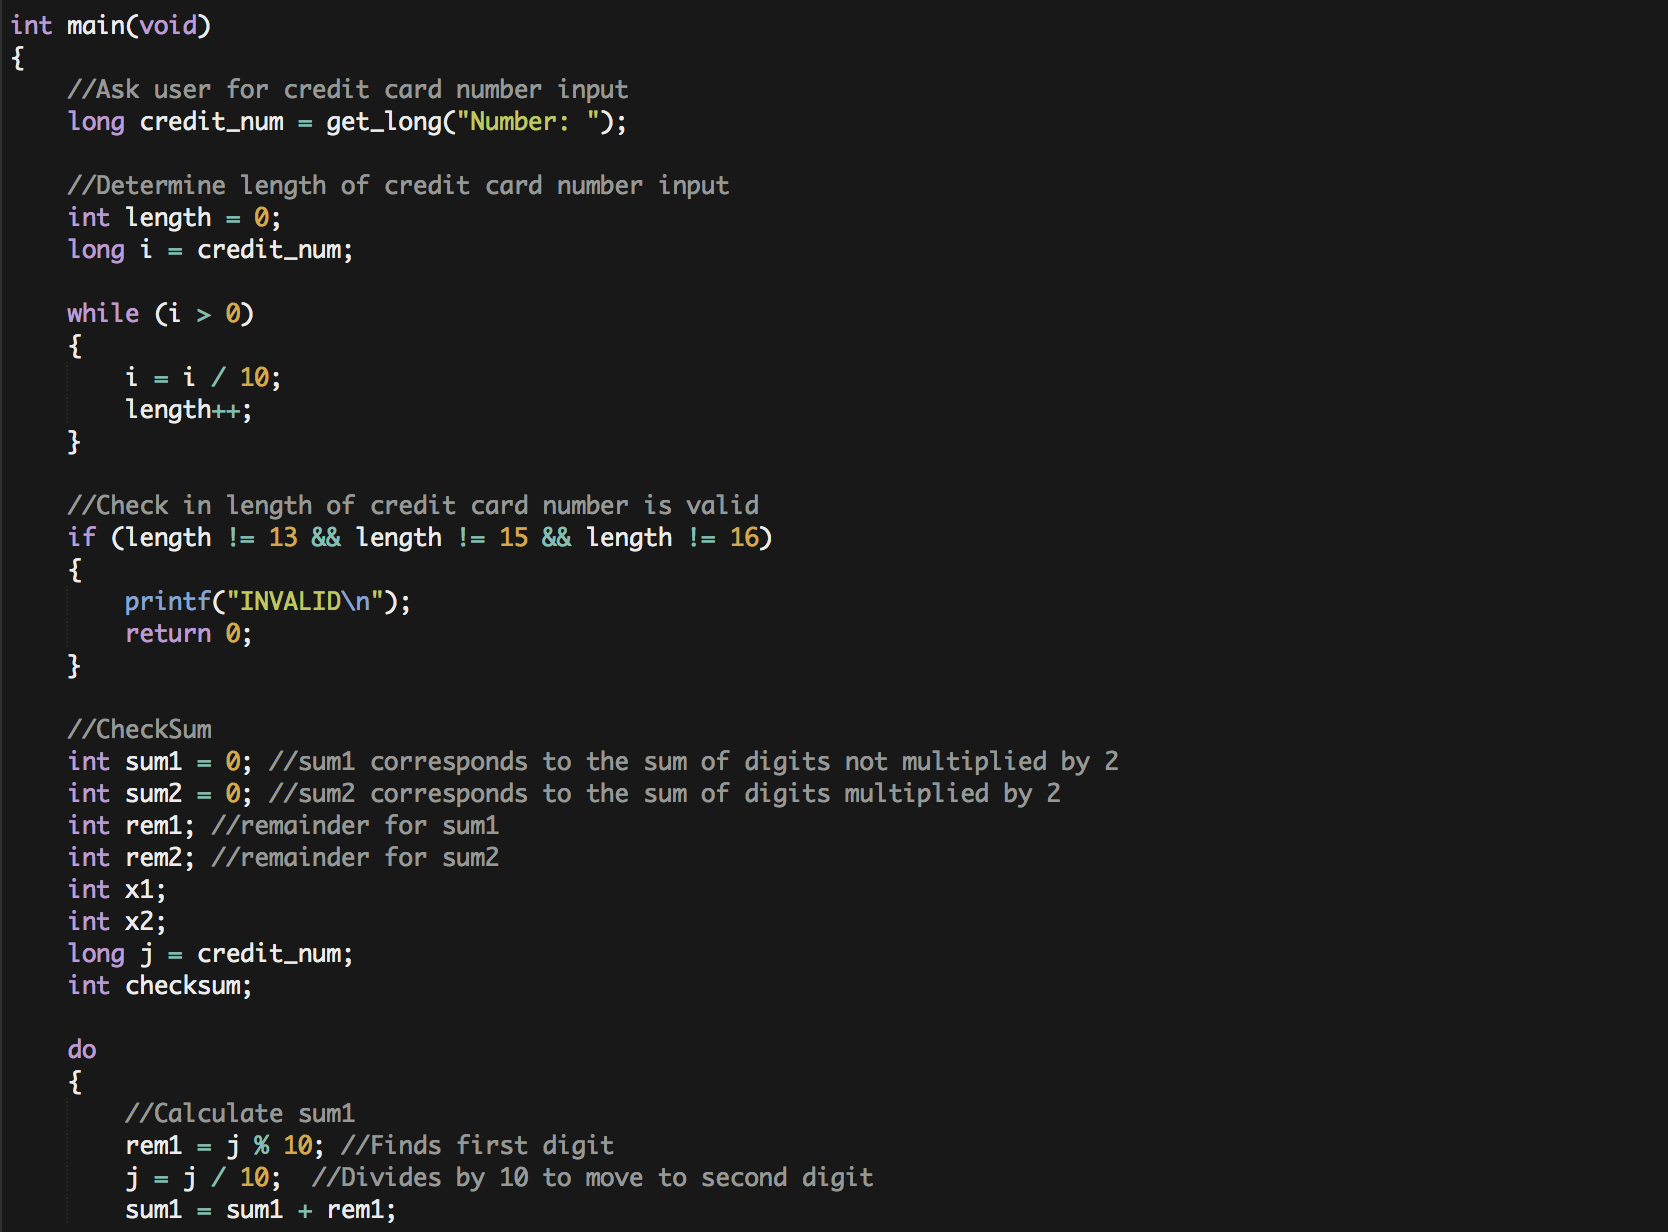 int main(void)
{
    //Ask user for credit card number input
    long credit_num = get_long("Number: ");

    //Determine length of credit card number input
    int length = 0;
    long i = credit_num;

    while (i > 0)
    {
        i = i / 10;
        length++;
    }

    //Check in length of credit card number is valid
    if (length != 13 && length != 15 && length != 16)
    {
        printf("INVALID\n");
        return 0;
    }

    //CheckSum
    int sum1 = 0; //sum1 corresponds to the sum of digits not multiplied by 2
    int sum2 = 0; //sum2 corresponds to the sum of digits multiplied by 2
    int rem1; //remainder for sum1
    int rem2; //remainder for sum2
    int x1;
    int x2;
    long j = credit_num;
    int checksum;

    do
    {
        //Calculate sum1
        rem1 = j % 10; //Finds first digit
        j = j / 10;  //Divides by 10 to move to second digit
        sum1 = sum1 + rem1;